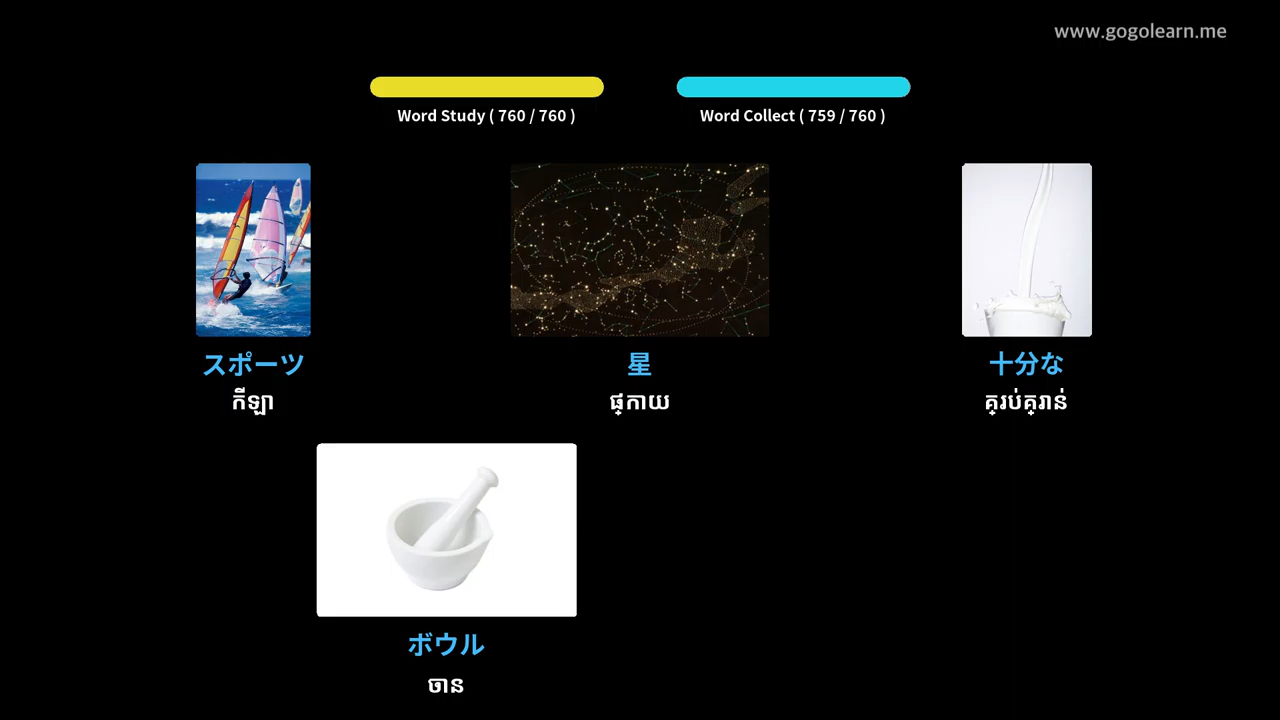 www.gogolearn.me
Word Study ( 760 / 760 )
Word Collect ( 759 / 760 )
スポーツ
កីឡា
星
ផ្កាយ
十分な
គ្រប់គ្រាន់
ボウル
ចាន